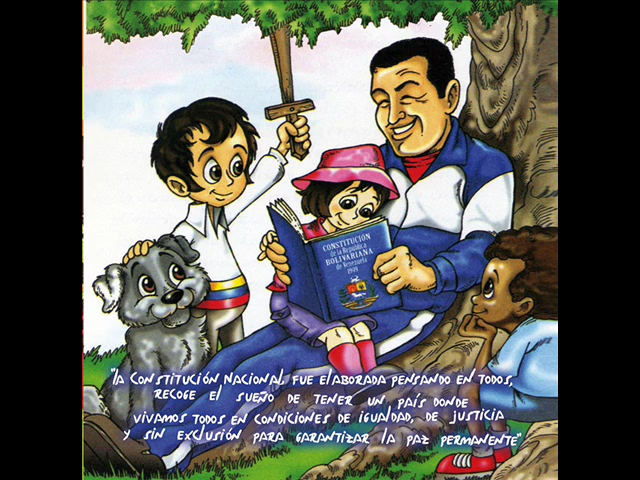 CONSTITUCIÓN
de la República
BOLIVARIANA
de Venezuela
1999
"la Constitución Nacional fue elaborada pensando en todos,
recoge el sueño de tener un país donde
vivamos todos en condiciones de igualdad, de justicia
y sin exclusión para garantizar la paz permanente"